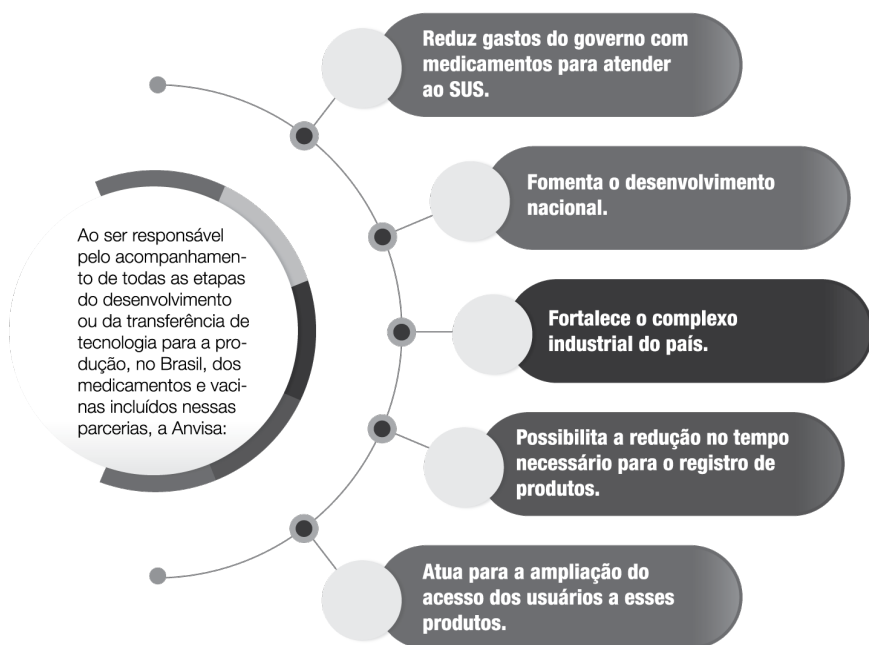 Ao ser responsável
pelo acompanhamen-
to de todas as etapas
do desenvolvimento
ou da transferência de
tecnologia para a pro-
dução, no Brasil, dos
medicamentos e vaci-
nas incluídos nessas
parcerias, a Anvisa:
Reduz gastos do governo com
medicamentos para atender
ao SUS.
Fomenta o desenvolvimento
nacional.
Fortalece o complexo
industrial do país.
Possibilita a redução no tempo
necessário para o registro de
produtos.
Atua para a ampliação do
acesso dos usuários a esses
produtos.